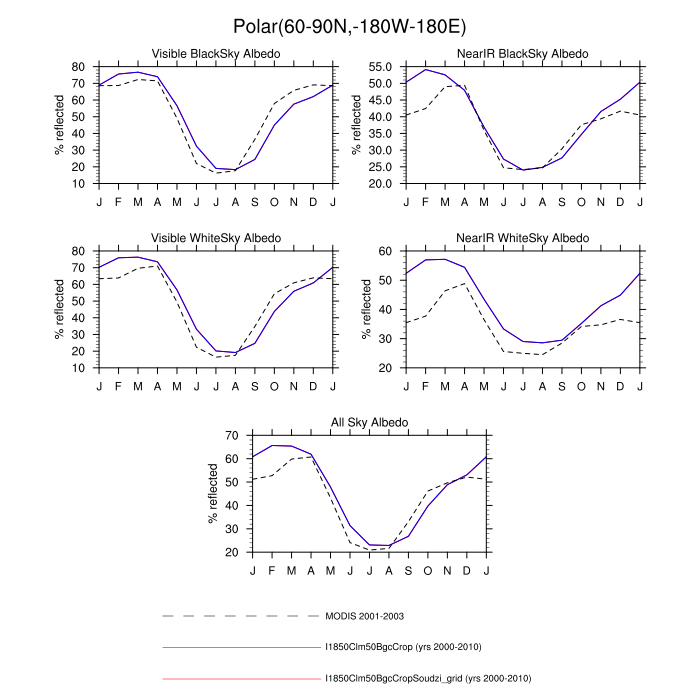 Polar(60-90N,-180W-180E)
Visible BlackSky Albedo
% reflected
80
70
60
50
40
30
20
10
J F M A M J J A S O N D J
NearIR BlackSky Albedo
% reflected
55.0
50.0
45.0
40.0
35.0
30.0
25.0
20.0
J F M A M J J A S O N D J
Visible WhiteSky Albedo
% reflected
80
70
60
50
40
30
20
10
J F M A M J J A S O N D J
NearIR WhiteSky Albedo
% reflected
60
50
40
30
20
J F M A M J J A S O N D J
All Sky Albedo
% reflected
70
60
50
40
30
20
J F M A M J J A S O N D J
MODIS 2001-2003
I1850Clm50BgcCrop (yrs 2000-2010)
I1850Clm50BgcCropSoudzi_grid (yrs 2000-2010)